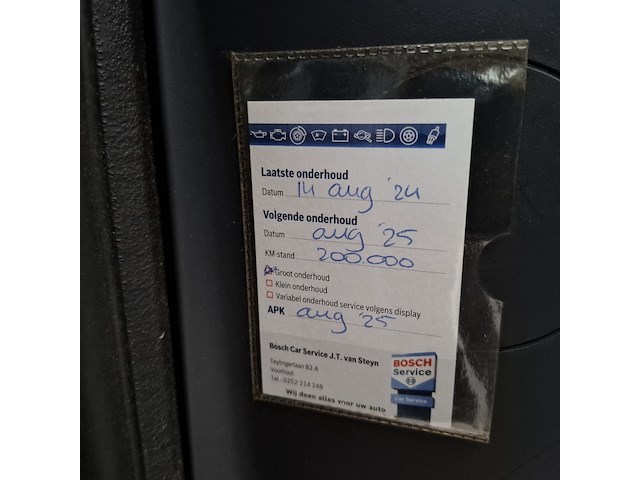 Laatste onderhoud
Datum 14 aug '24
Volgende onderhoud
Datum aug '25
KM-stand 200.000
Groot onderhoud
Klein onderhoud
Variabel onderhoud service volgens display
APK aug '25
Bosch Car Service J.T. van Steyn
Teylingerlaan 82-A
Voorhout
Tel.: 0252 214 248
Wij doen alles voor uw auto
BOSCH
Service
Car Service